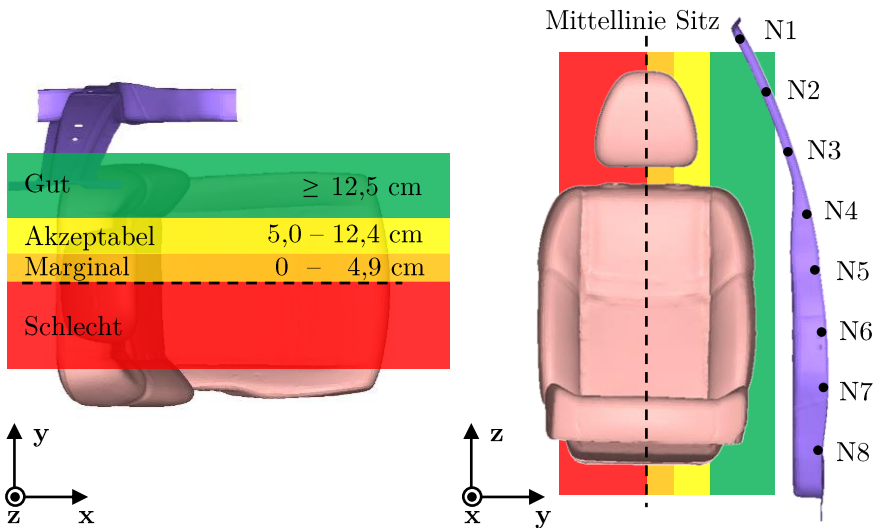 Gut ≥ 12,5 cm
Akzeptabel 5,0 – 12,4 cm
Marginal 0 – 4,9 cm
Schlecht
y
z x
Mittellinie Sitz
N1
N2
N3
N4
N5
N6
N7
N8
z
x y